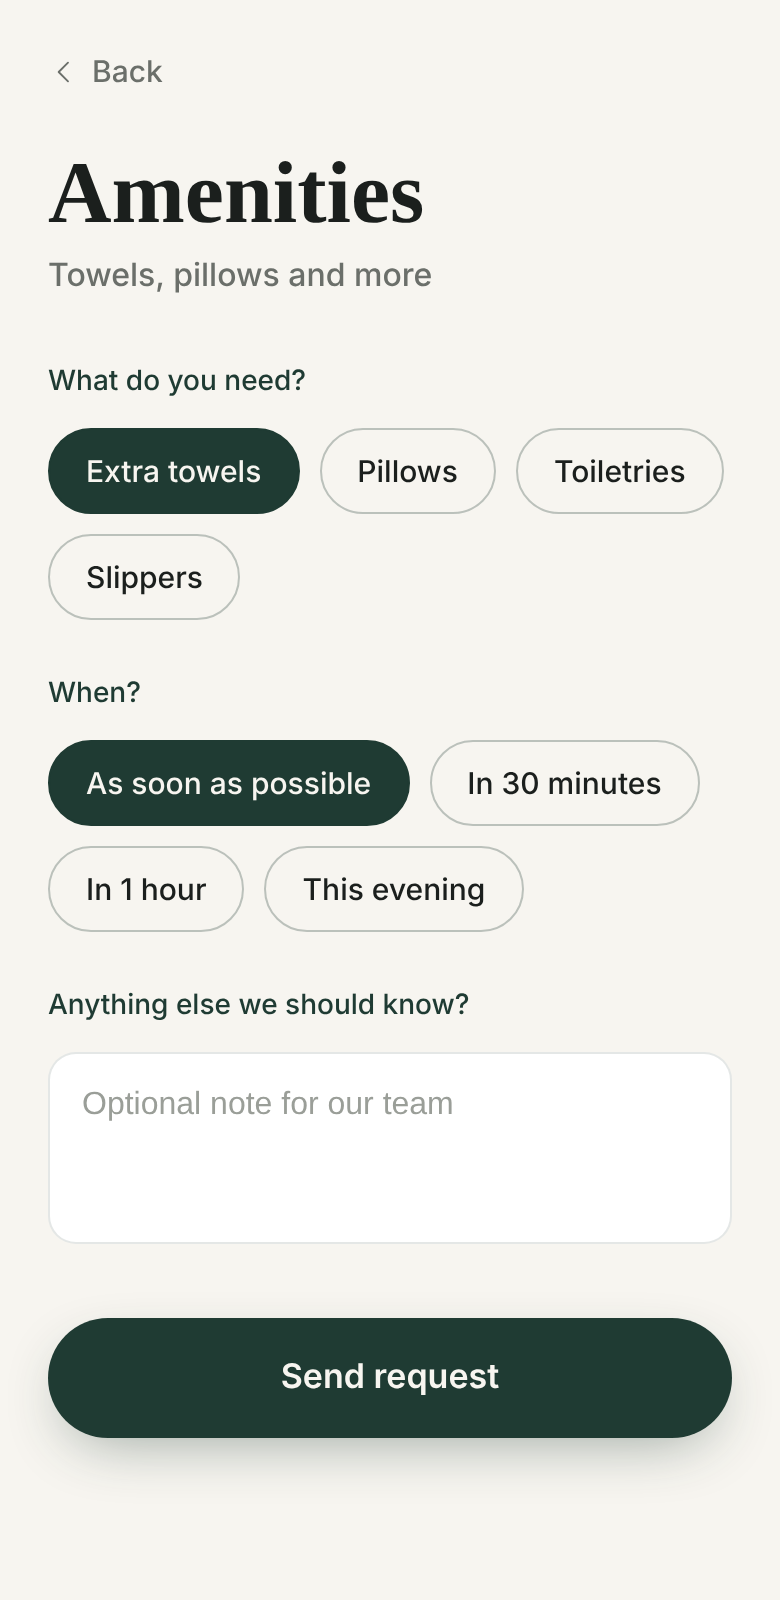 Back
Amenities
Towels, pillows and more
What do you need?
Extra towels Pillows Toiletries
Slippers
When?
As soon as possible In 30 minutes
In 1 hour This evening
Anything else we should know?
Optional note for our team
Send request